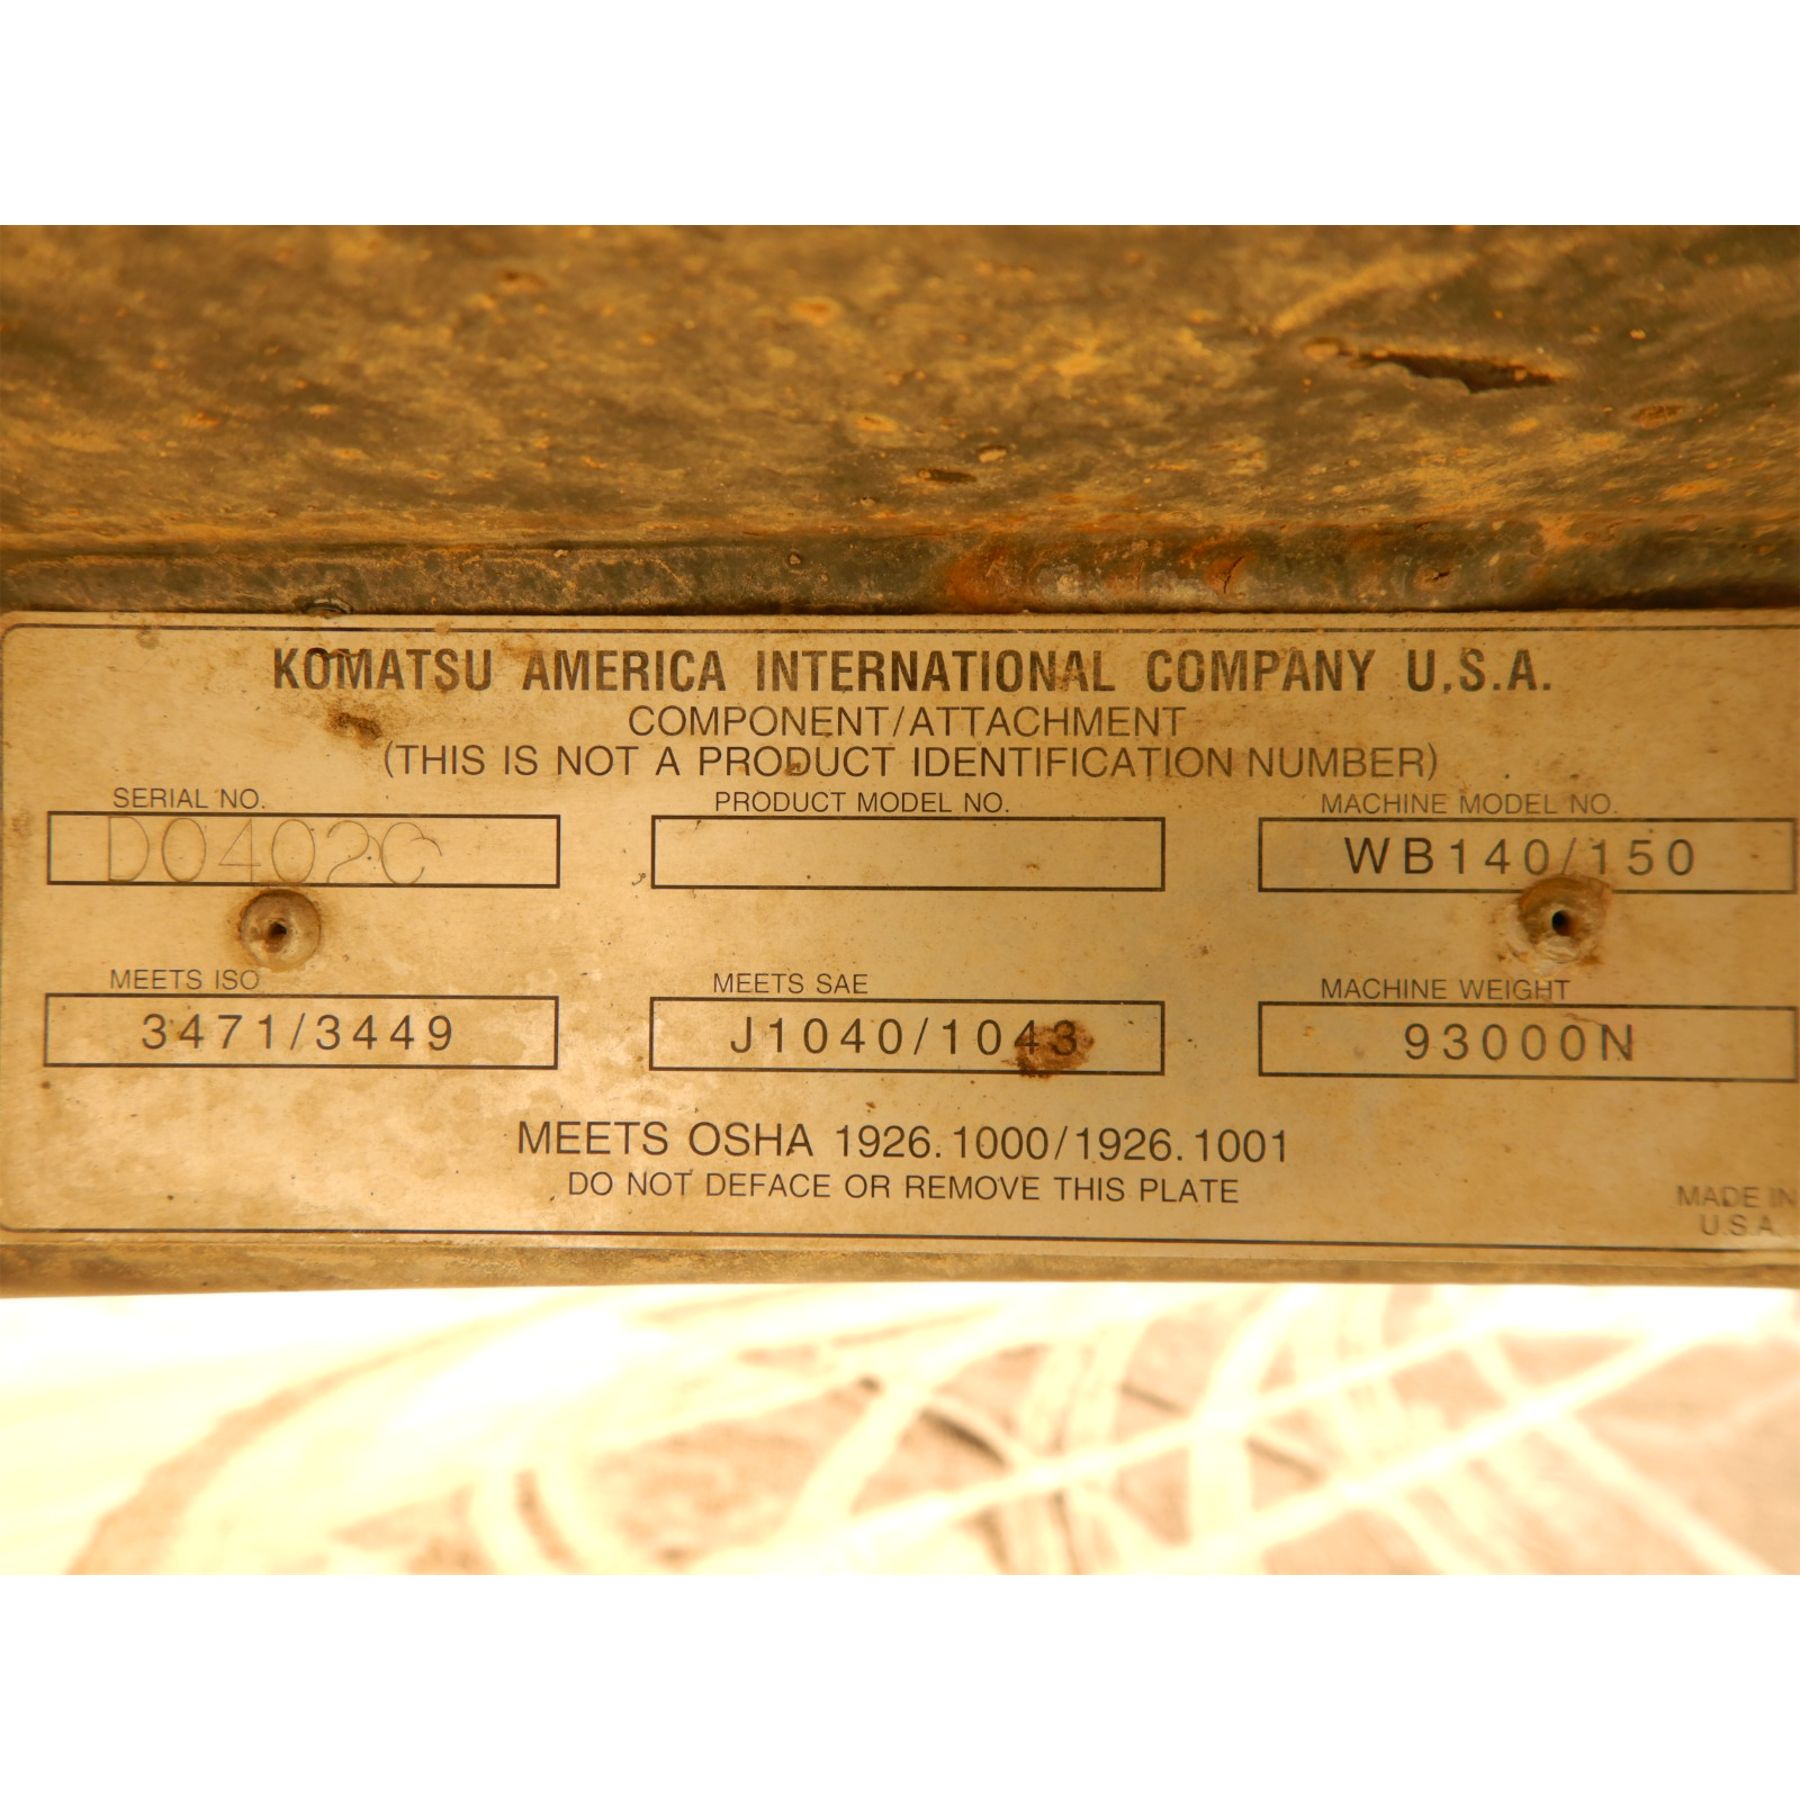 KOMATSU AMERICA INTERNATIONAL COMPANY U.S.A.
COMPONENT/ATTACHMENT
(THIS IS NOT A PRODUCT IDENTIFICATION NUMBER)
SERIAL NO. PRODUCT MODEL NO. MACHINE MODEL NO.
D0402C WB140/150
MEETS ISO MEETS SAE MACHINE WEIGHT
3471/3449 J1040/1043 93000N
MEETS OSHA 1926.1000/1926.1001
DO NOT DEFACE OR REMOVE THIS PLATE
MADE IN
U.S.A.